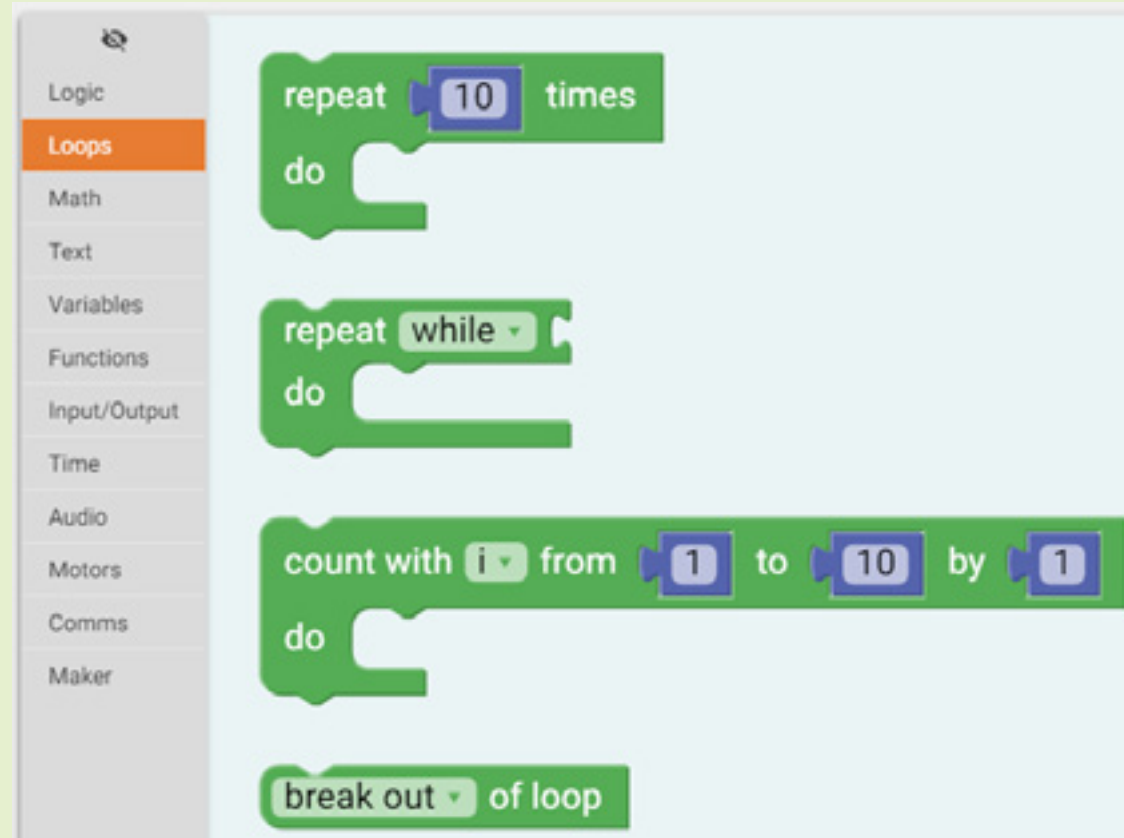 Logic
Loops
Math
Text
Variables
Functions
Input/Output
Time
Audio
Motors
Comms
Maker
repeat 10 times
do
repeat while
do
count with i from 1 to 10 by 1
do
break out of loop